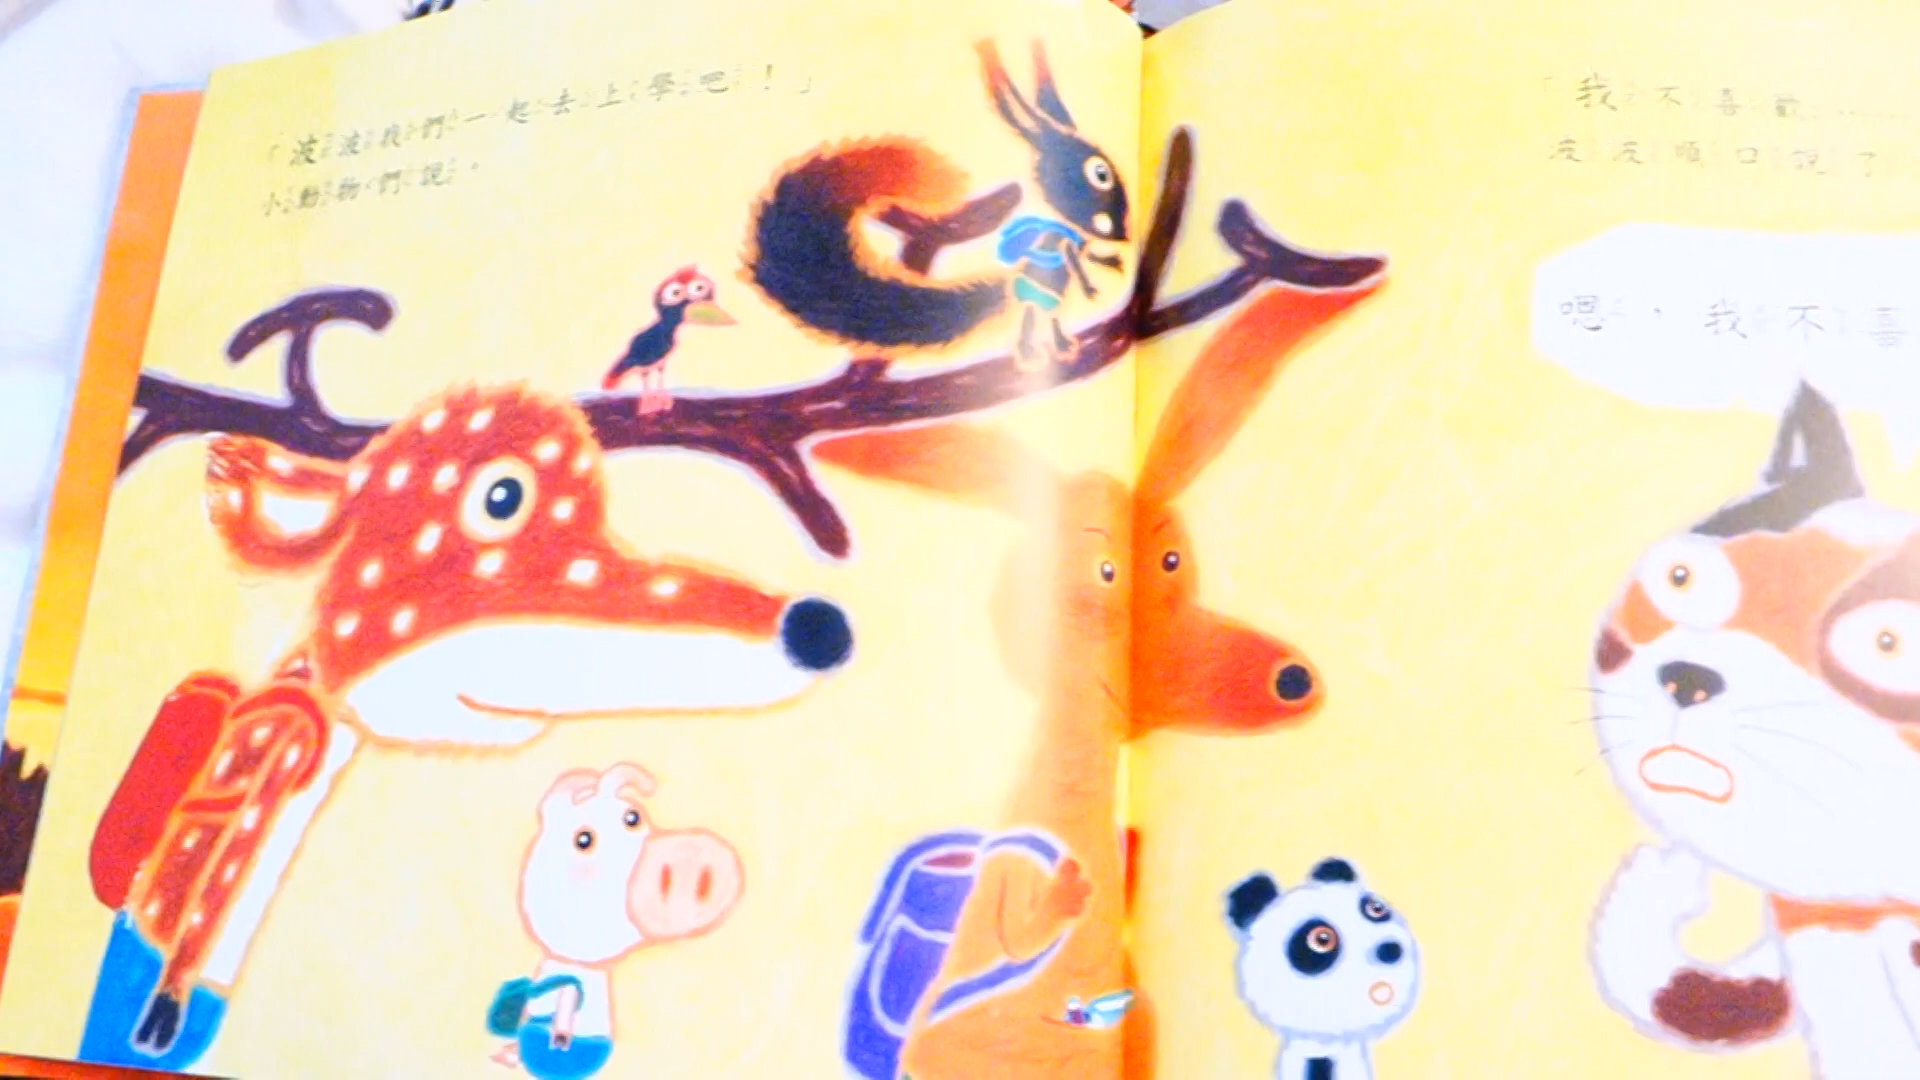 「波波我們一起去上學吧！」
小動物們說。
「我不喜歡……
波波順口說了
嗯，我不喜